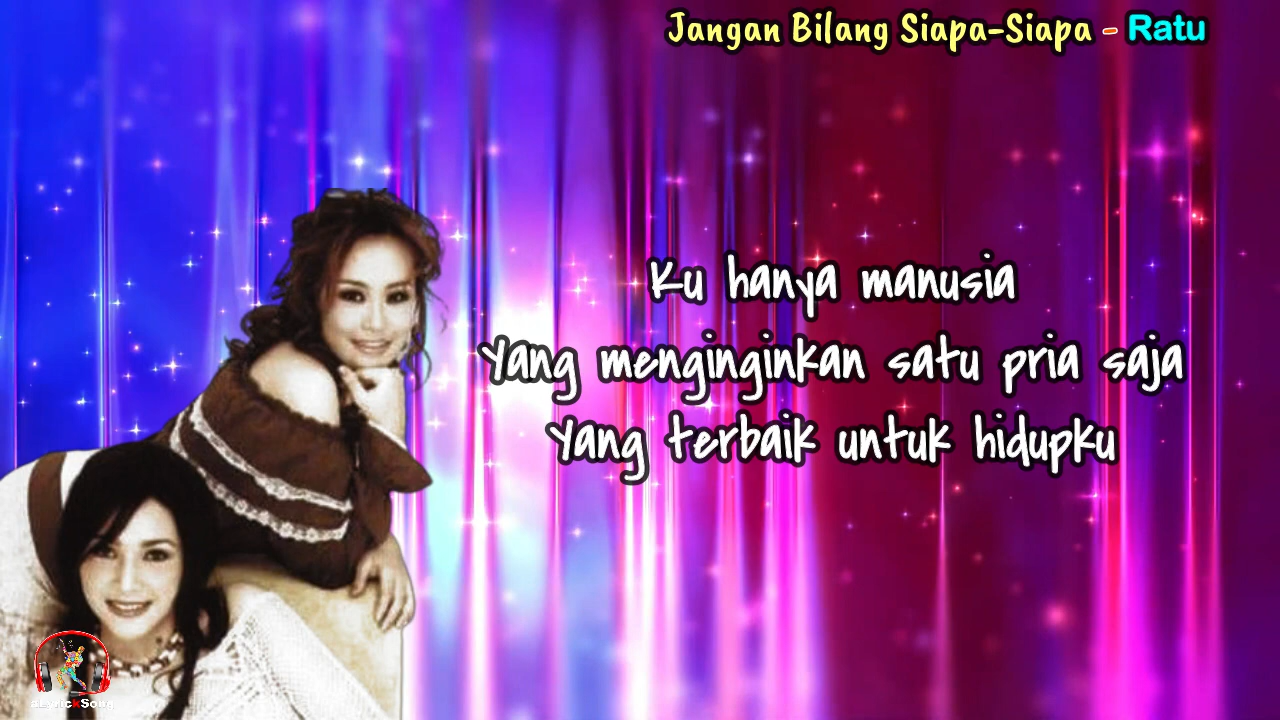 Jangan Bilang Siapa-Siapa - Ratu
Ku hanya manusia
Yang menginginkan satu pria saja
Yang terbaik untuk hidupku